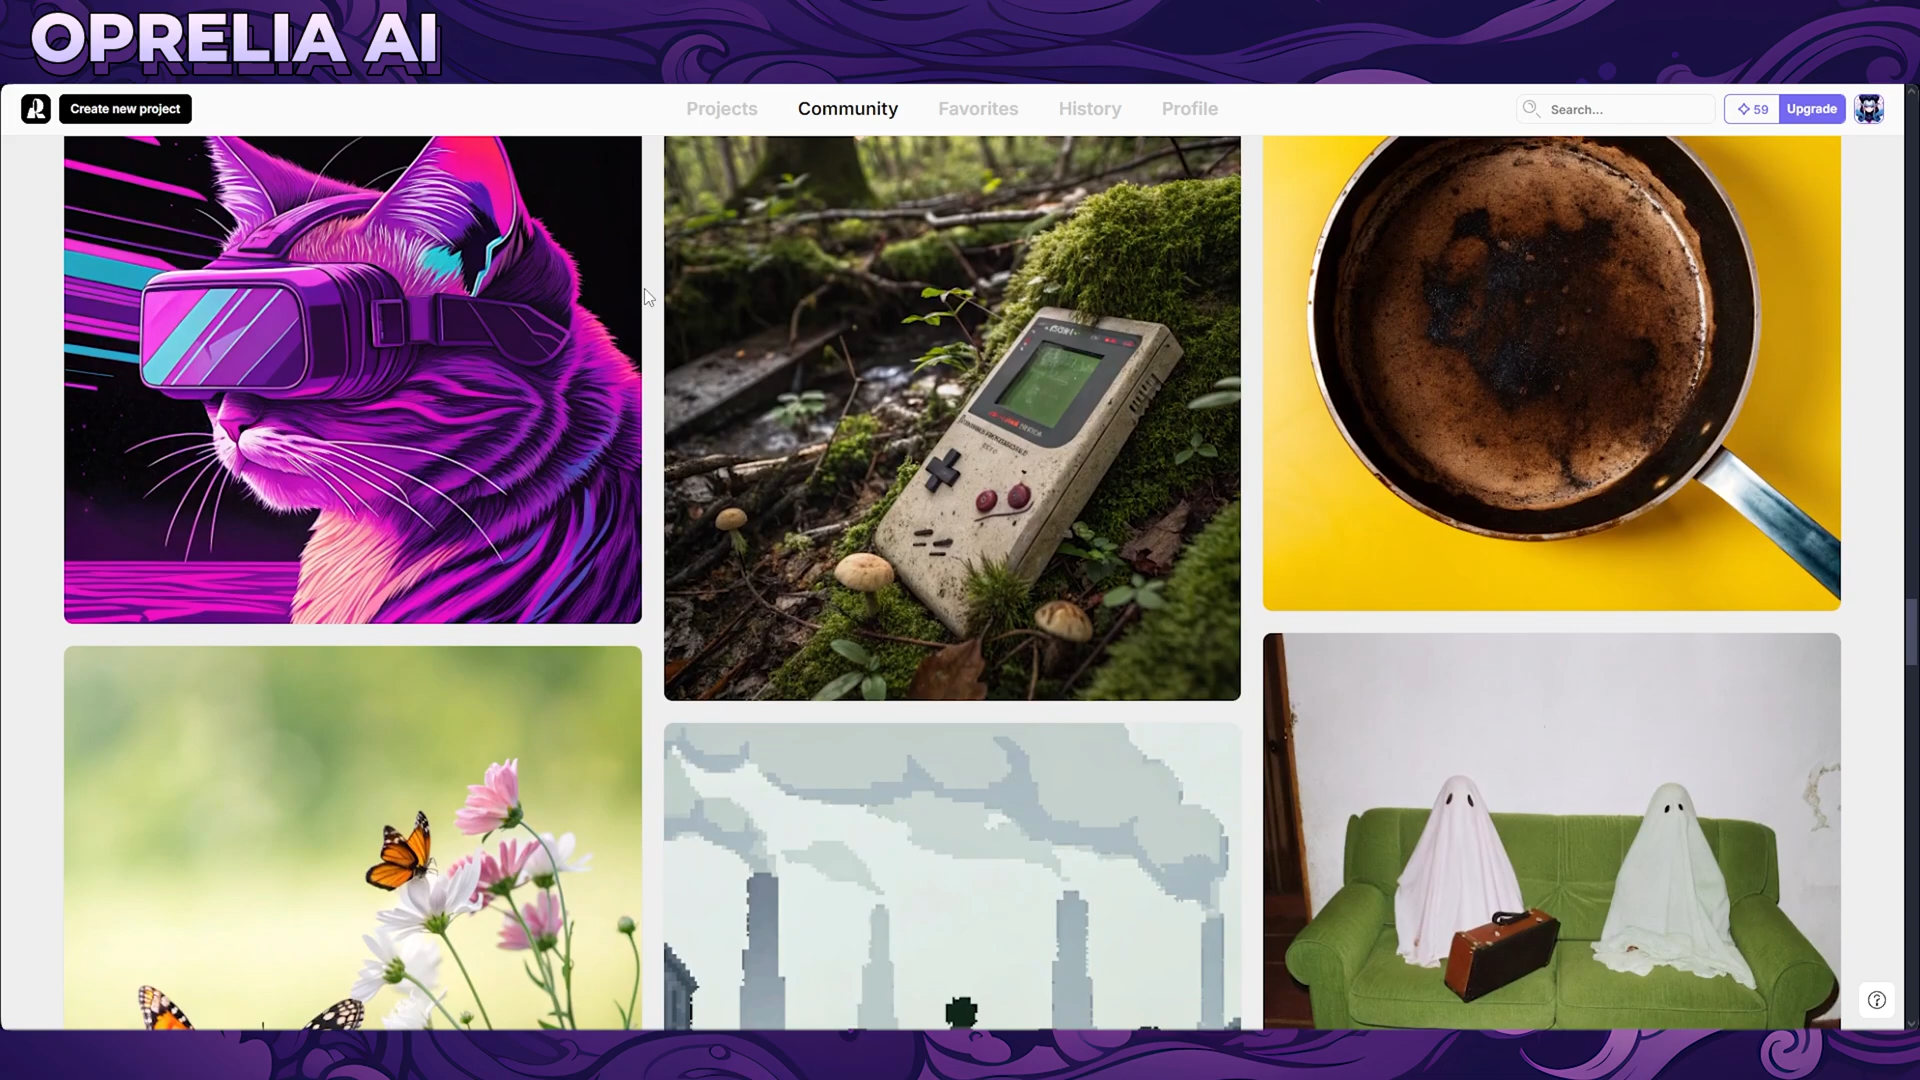 OPRELIA AI
Create new project
Projects
Community
Favorites
History
Profile
Search...
59
Upgrade